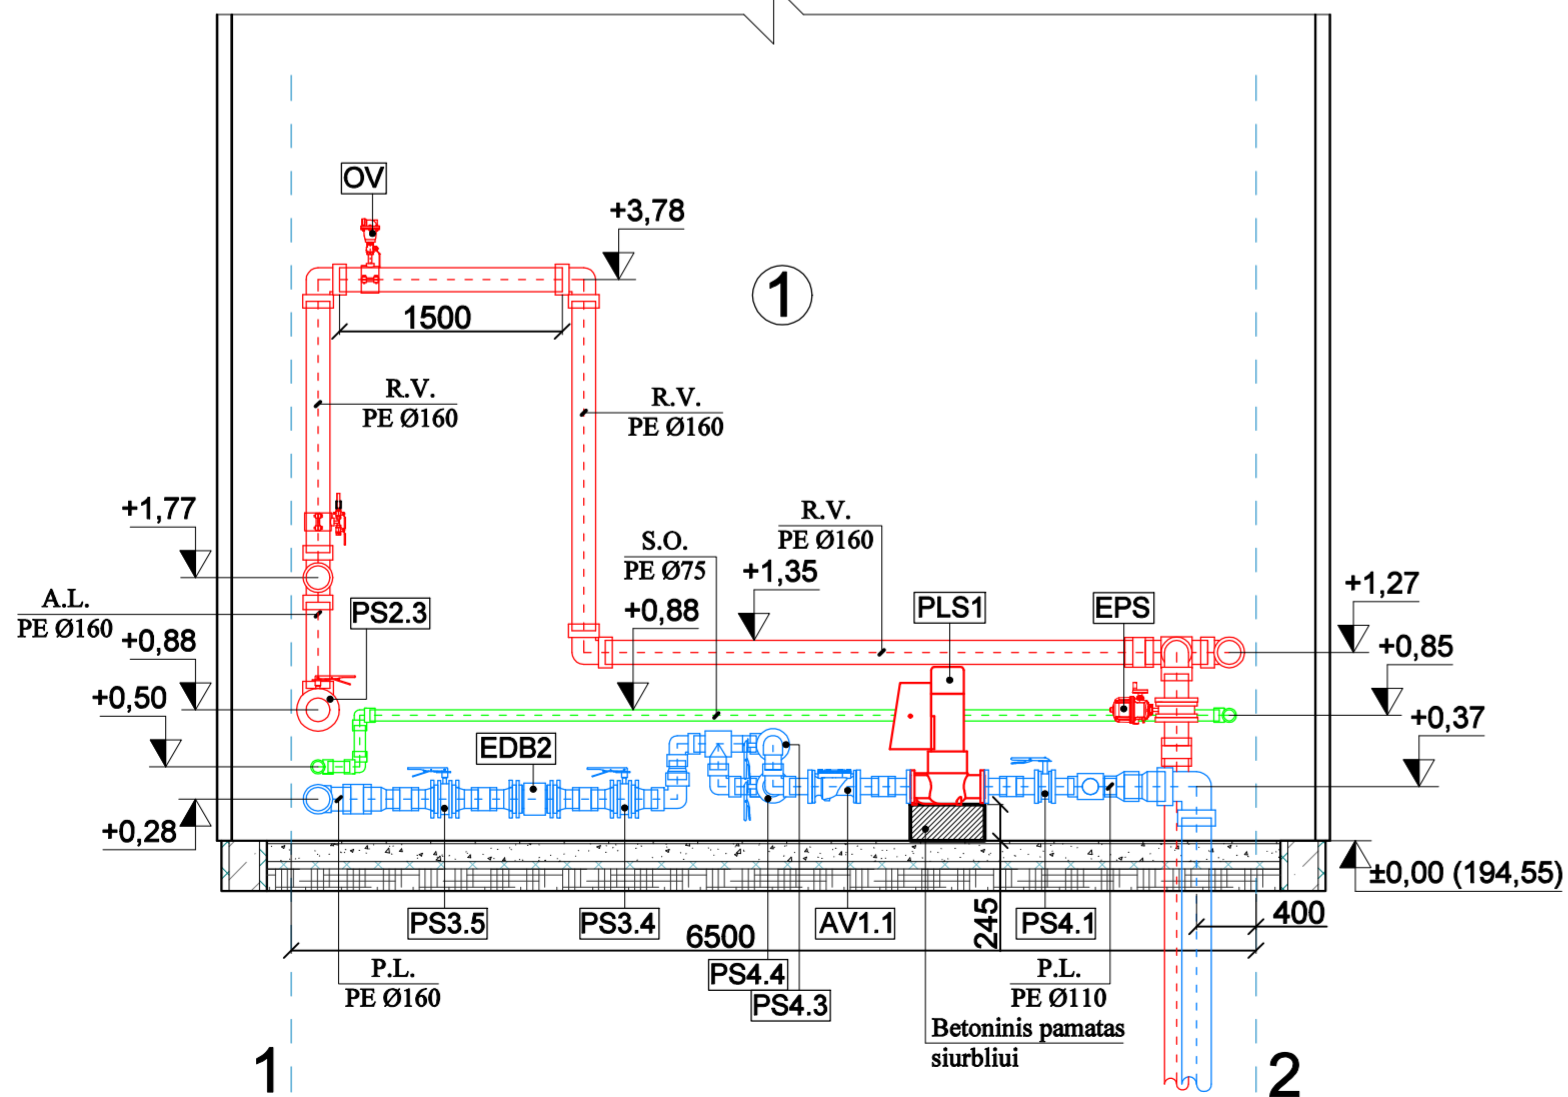 OV
+3,78
1
1500
R.V.
PE Ø160
R.V.
PE Ø160
+1,77
R.V.
PE Ø160
S.O.
PE Ø75
+1,35
+1,27
A.L.
PE Ø160
PS2.3
+0,88
PLS1
EPS
+0,88
+0,85
+0,50
+0,37
EDB2
+0,28
±0,00 (194,55)
PS3.5
PS3.4
AV1.1
PS4.1
6500
245
400
P.L.
PE Ø160
PS4.4
PS4.3
P.L.
PE Ø110
Betoninis pamatas
siurbliui
1
2